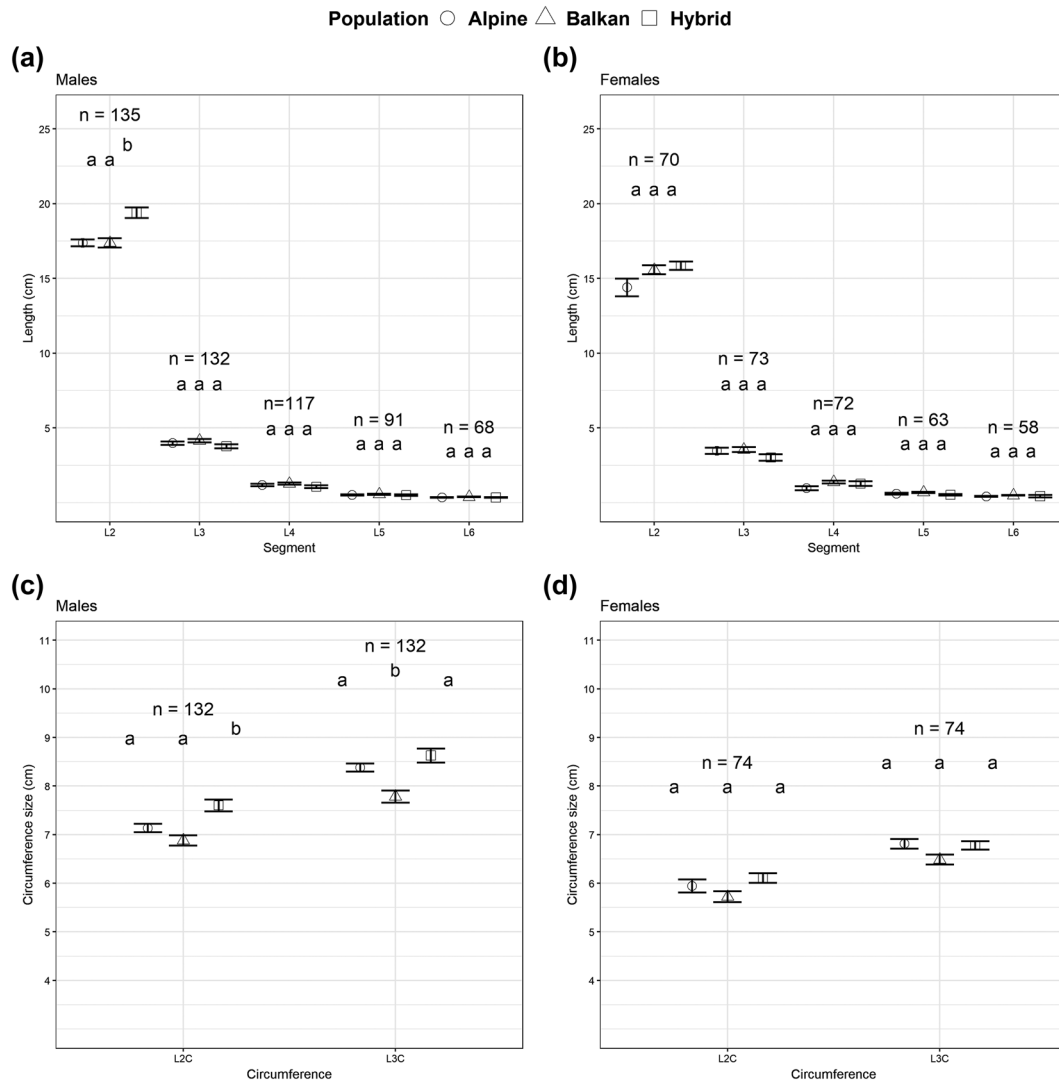 Population Alpine Balkan Hybrid
(a)
Males
n = 135
a a b
n = 132
a a a
n=117
a a a
n = 91
a a a
n = 68
a a a
25
20
15
10
5
Length (cm)
L2 L3 L4 L5 L6
Segment
(b)
Females
n = 70
a a a
n = 73
a a a
n=72
a a a
n = 63
a a a
n = 58
a a a
25
20
15
10
5
Length (cm)
L2 L3 L4 L5 L6
Segment
(c)
Males
n = 132
a a b
n = 132
a b a
11
10
9
8
7
6
5
4
Circumference size (cm)
L2C L3C
Circumference
(d)
Females
n = 74
a a a
n = 74
a a a
11
10
9
8
7
6
5
4
Circumference size (cm)
L2C L3C
Circumference